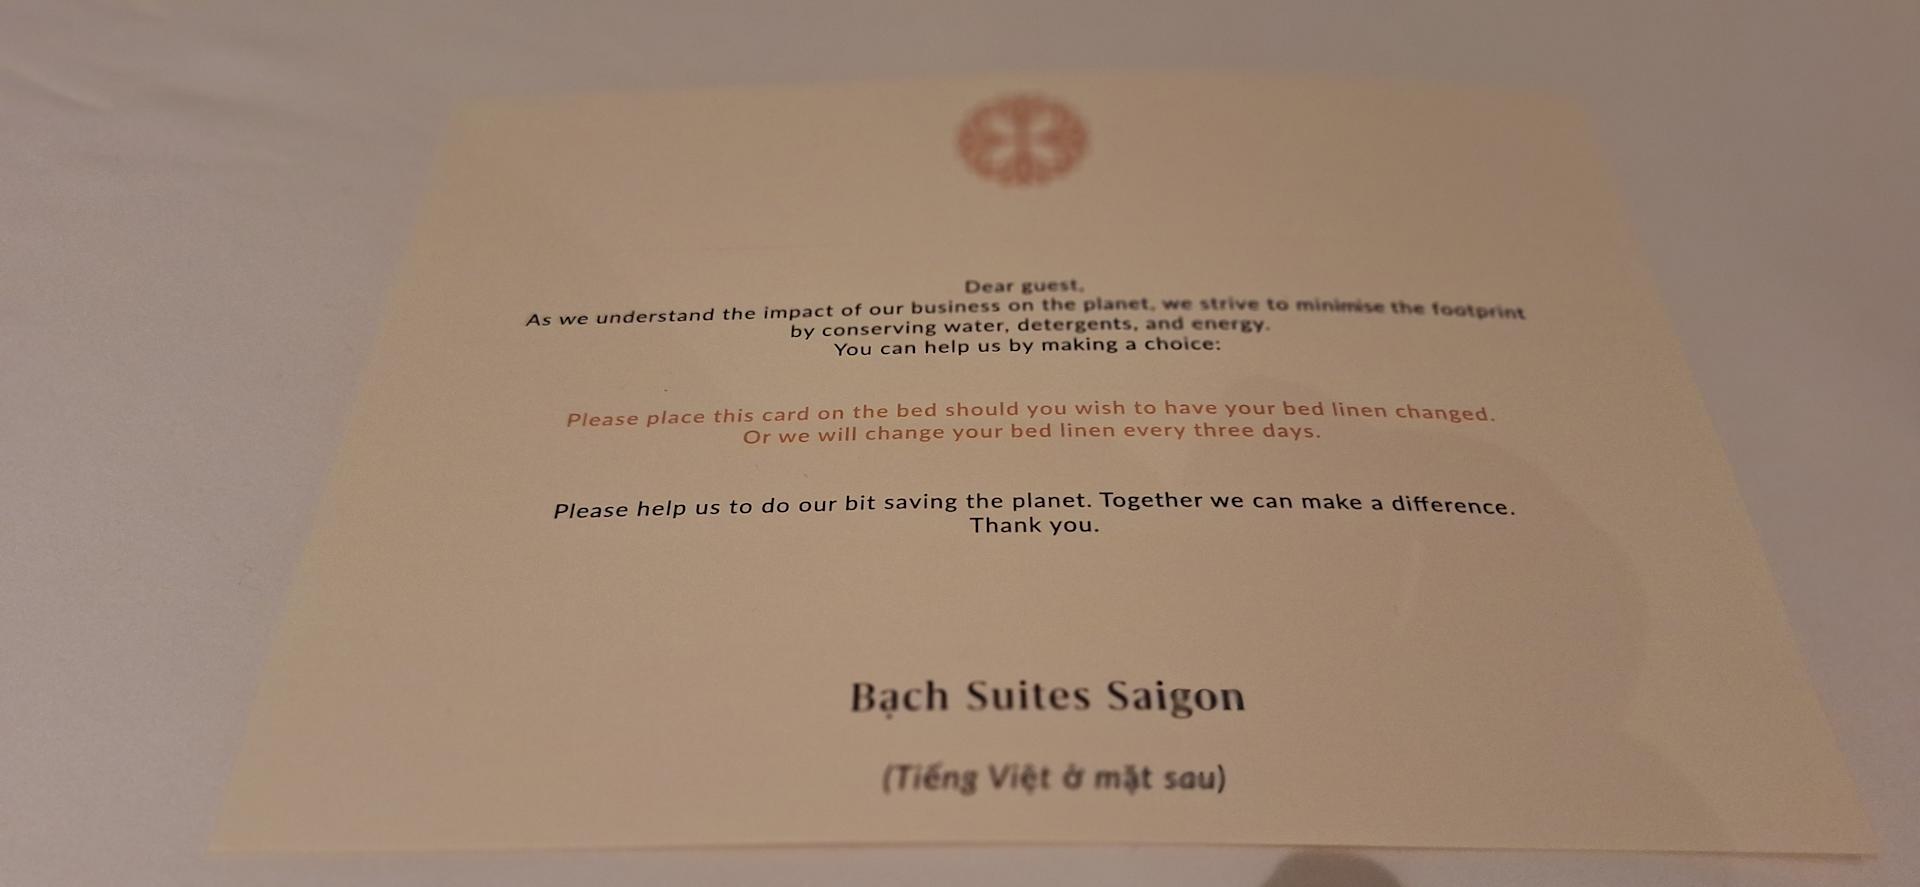 Dear guest,
As we understand the impact of our business on the planet, we strive to minimise the footprint
by conserving water, detergents, and energy.
You can help us by making a choice:
Please place this card on the bed should you wish to have your bed linen changed.
Or we will change your bed linen every three days.
Please help us to do our bit saving the planet. Together we can make a difference.
Thank you.
Bạch Suites Saigon
(Tiếng Việt ở mặt sau)